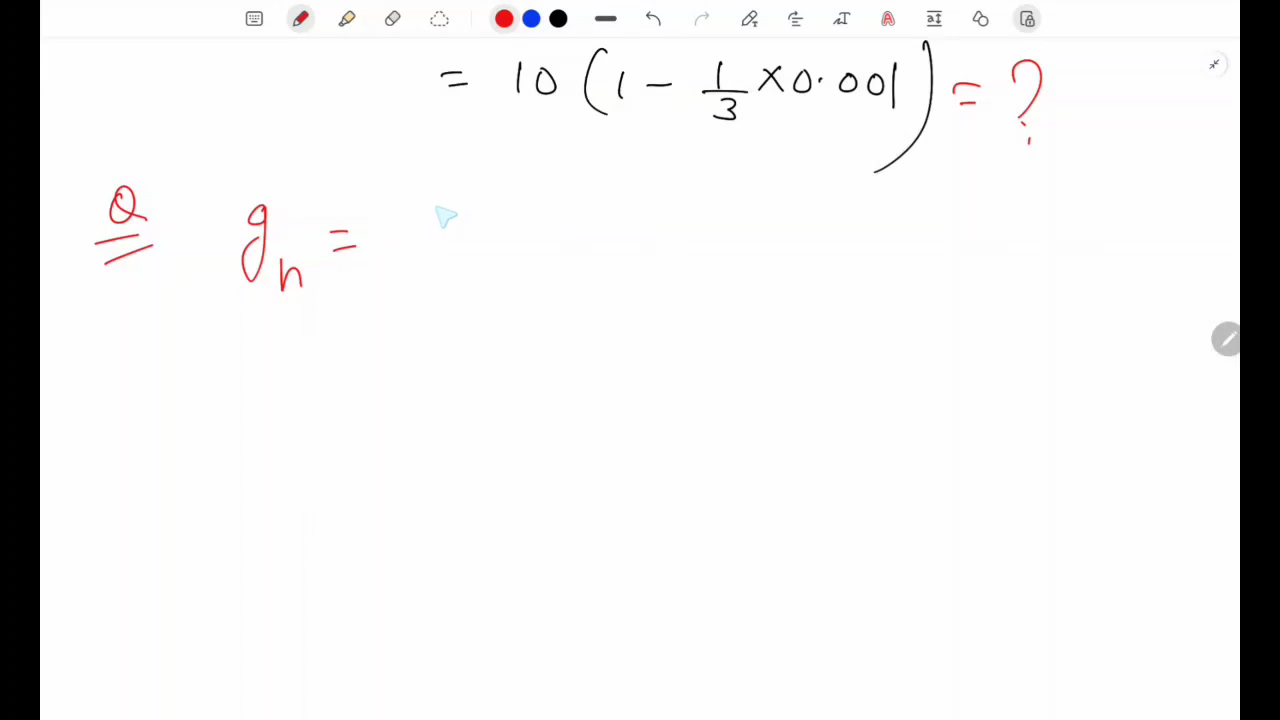 = 10 (1 - 1/3 × 0.001) = ?
Q g_h =